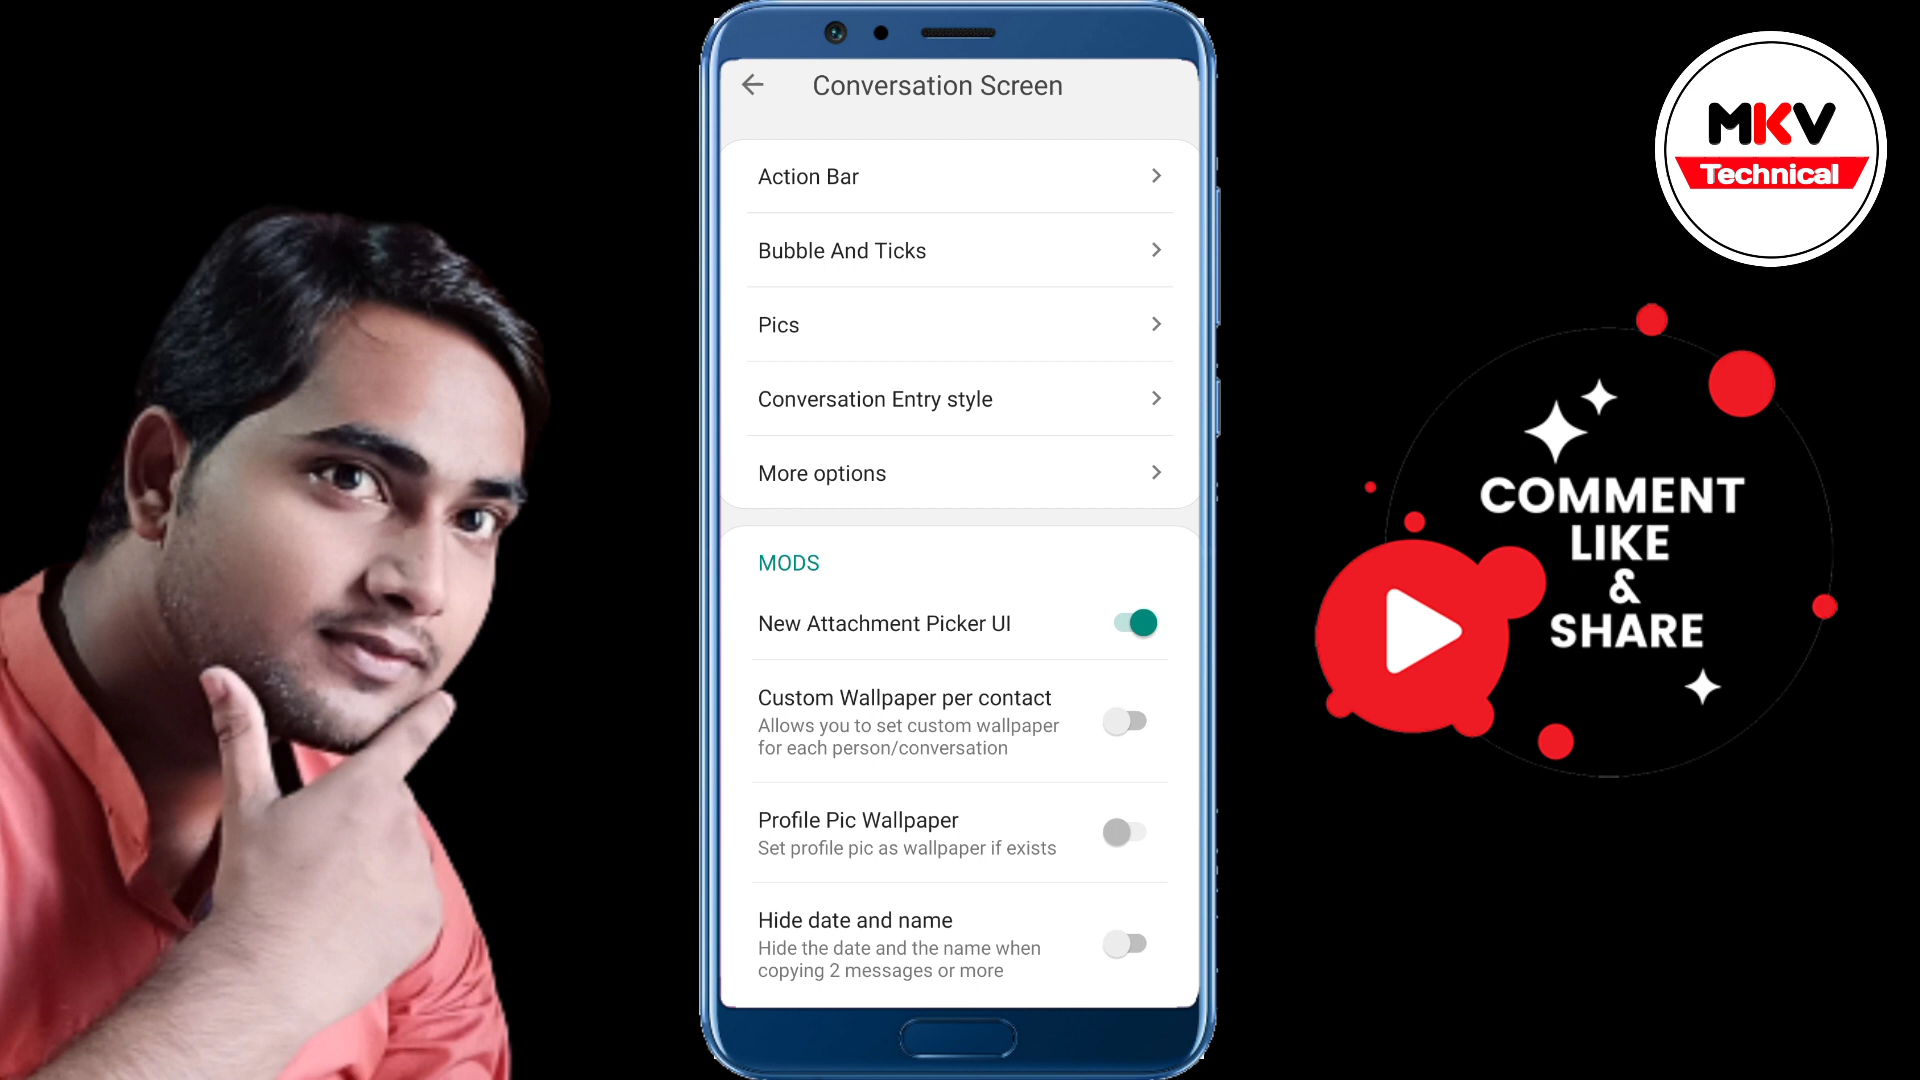 Conversation Screen
Action Bar
Bubble And Ticks
Pics
Conversation Entry style
More options
MODS
New Attachment Picker UI
Custom Wallpaper per contact
Allows you to set custom wallpaper
for each person/conversation
Profile Pic Wallpaper
Set profile pic as wallpaper if exists
Hide date and name
Hide the date and the name when
copying 2 messages or more
MKV
Technical
COMMENT
LIKE
&
SHARE